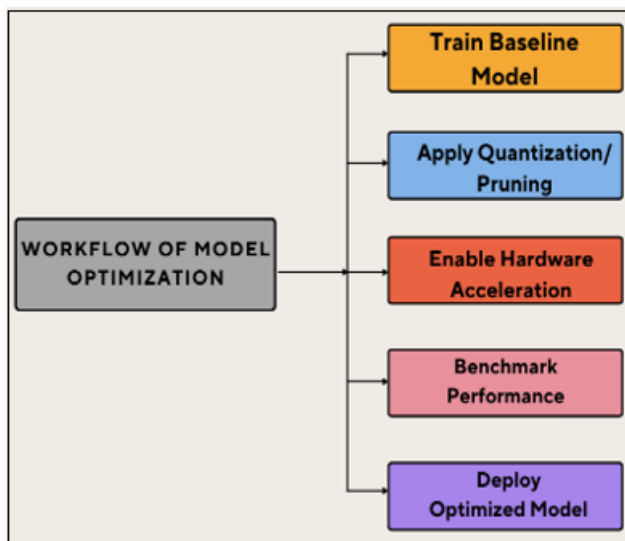 WORKFLOW OF MODEL
OPTIMIZATION
Train Baseline
Model
Apply Quantization/
Pruning
Enable Hardware
Acceleration
Benchmark
Performance
Deploy
Optimized Model